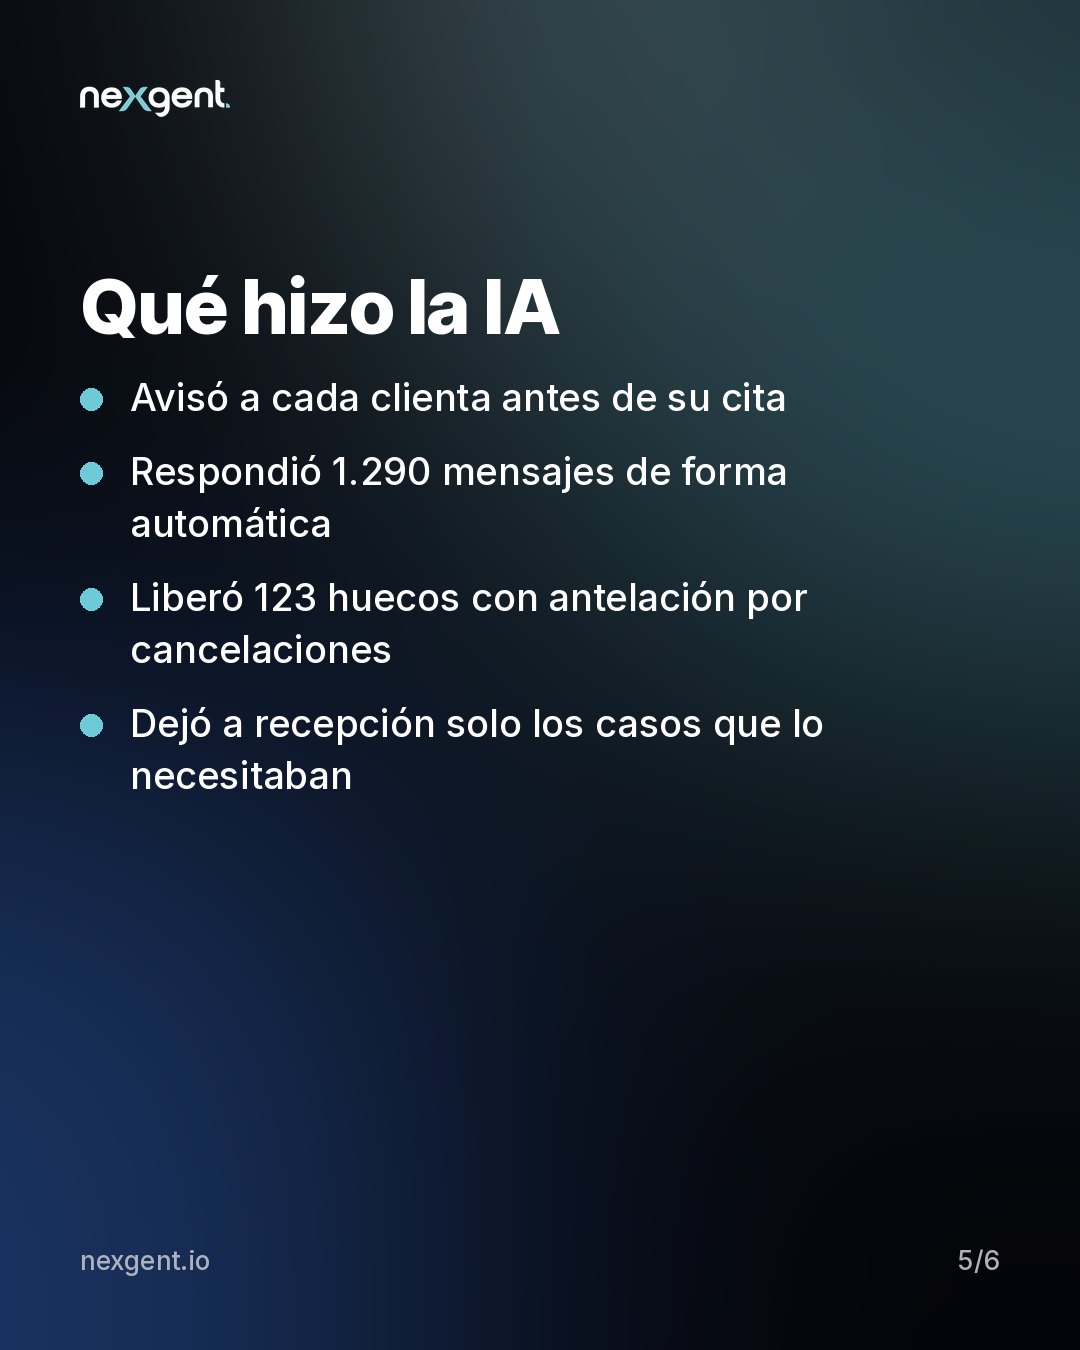 nexgent.
Qué hizo la IA
Avisó a cada clienta antes de su cita
Respondió 1.290 mensajes de forma
automática
Liberó 123 huecos con antelación por
cancelaciones
Dejó a recepción solo los casos que lo
necesitaban
nexgent.io
5/6